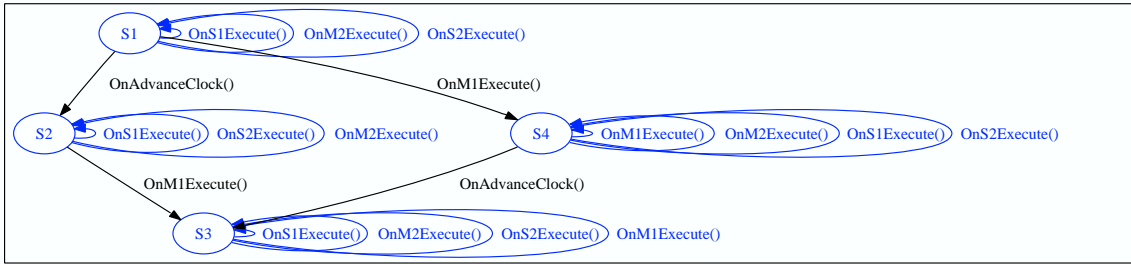 S1 OnS1Execute() OnM2Execute() OnS2Execute()
OnAdvanceClock() OnM1Execute()
S2 OnS1Execute() OnS2Execute() OnM2Execute() S4 OnM1Execute() OnM2Execute() OnS1Execute() OnS2Execute()
OnM1Execute() OnAdvanceClock()
S3 OnS1Execute() OnM2Execute() OnS2Execute() OnM1Execute()